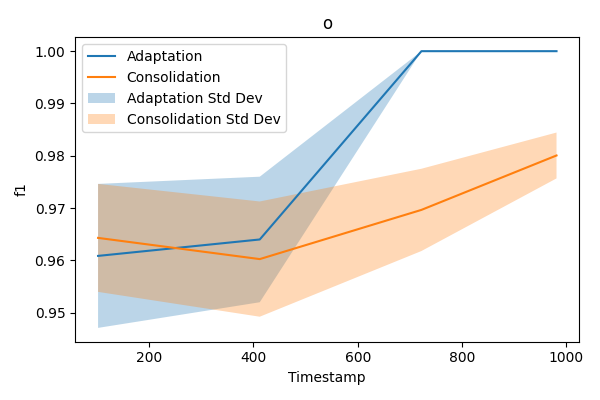 o
1.00
0.99
0.98
0.97
0.96
0.95
f1
Adaptation
Consolidation
Adaptation Std Dev
Consolidation Std Dev
200
400
600
800
1000
Timestamp